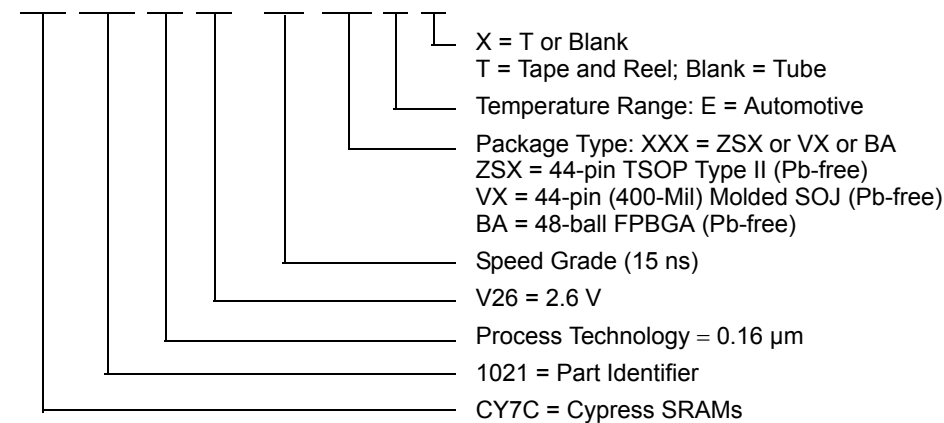 X = T or Blank
T = Tape and Reel; Blank = Tube
Temperature Range: E = Automotive
Package Type: XXX = ZSX or VX or BA
ZSX = 44-pin TSOP Type II (Pb-free)
VX = 44-pin (400-Mil) Molded SOJ (Pb-free)
BA = 48-ball FPBGA (Pb-free)
Speed Grade (15 ns)
V26 = 2.6 V
Process Technology = 0.16 µm
1021 = Part Identifier
CY7C = Cypress SRAMs